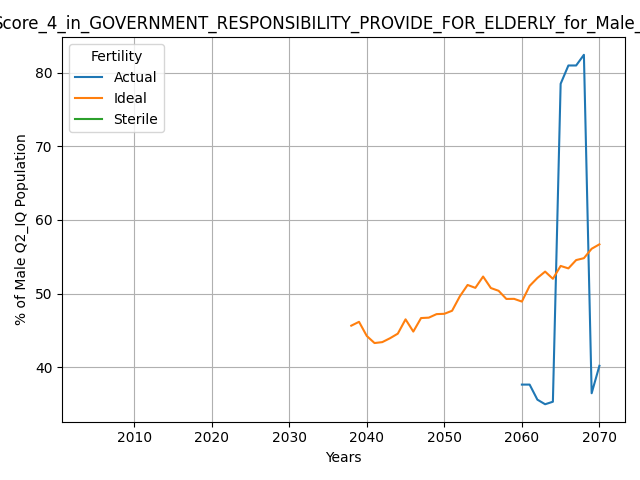 Score_4_in_GOVERNMENT_RESPONSIBILITY_PROVIDE_FOR_ELDERLY_for_Male_
Fertility
Actual
Ideal
Sterile
80
70
60
50
40
% of Male Q2_IQ Population
2010 2020 2030 2040 2050 2060 2070
Years